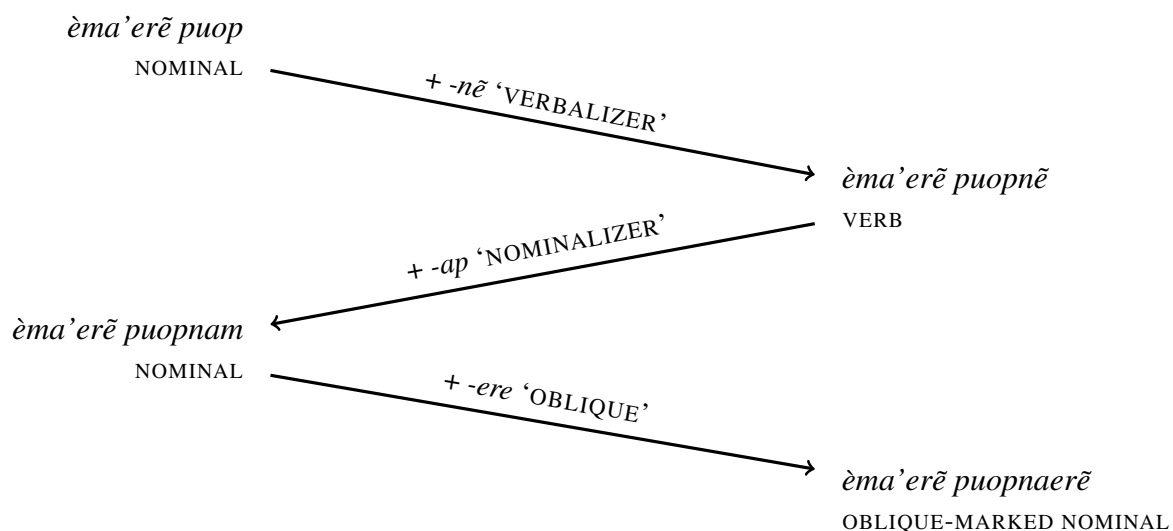 èma’erẽ puop
NOMINAL
+ -nẽ ‘VERBALIZER’
èma’erẽ puopnẽ
VERB
+ -ap ‘NOMINALIZER’
èma’erẽ puopnam
NOMINAL
+ -ere ‘OBLIQUE’
èma’erẽ puopnaerẽ
OBLIQUE-MARKED NOMINAL